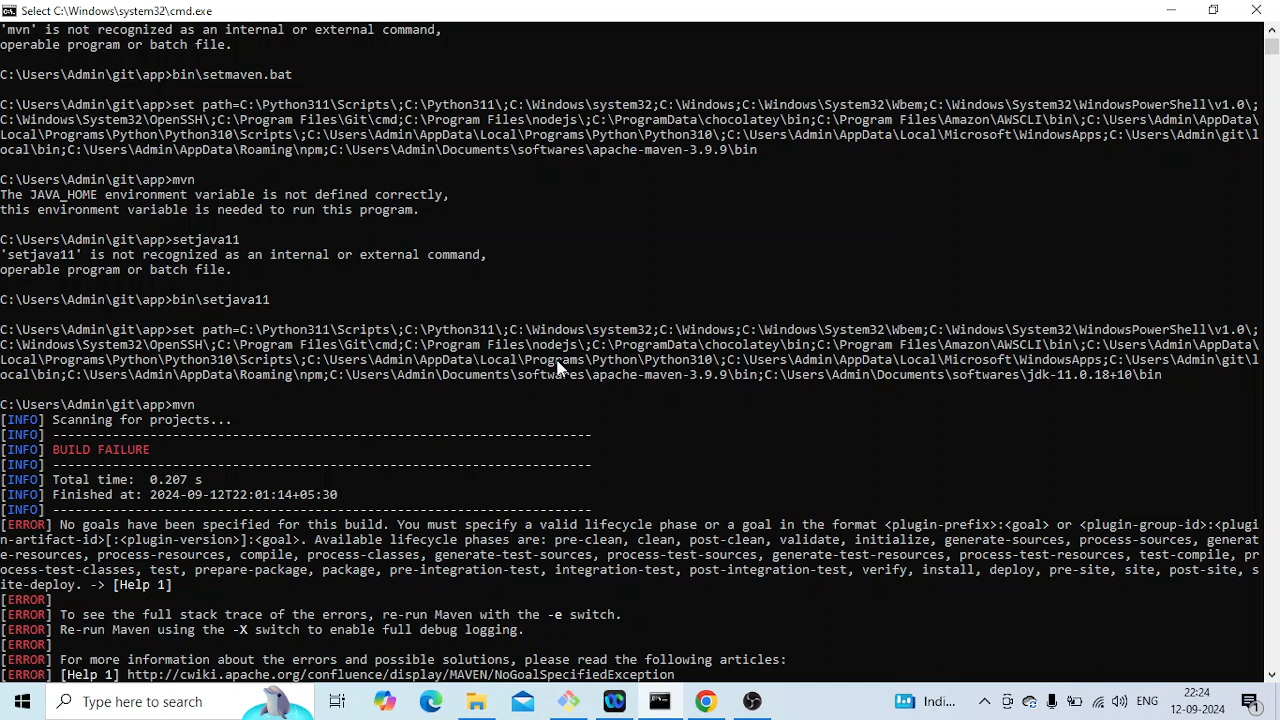 Select C:\Windows\system32\cmd.exe
'mvn' is not recognized as an internal or external command,
operable program or batch file.
C:\Users\Admin\git\app>bin\setmaven.bat
C:\Users\Admin\git\app>set path=C:\Python311\Scripts\;C:\Python311\;C:\Windows\system32;C:\Windows;C:\Windows\System32\Wbem;C:\Windows\System32\WindowsPowerShell\v1.0\;
C:\Windows\System32\OpenSSH\;C:\Program Files\Git\cmd;C:\Program Files\nodejs\;C:\ProgramData\chocolatey\bin;C:\Program Files\Amazon\AWSCLI\bin\;C:\Users\Admin\AppData\
Local\Programs\Python\Python310\Scripts\;C:\Users\Admin\AppData\Local\Programs\Python\Python310\;C:\Users\Admin\AppData\Local\Microsoft\WindowsApps;C:\Users\Admin\git\l
ocal\bin;C:\Users\Admin\AppData\Roaming\npm;C:\Users\Admin\Documents\softwares\apache-maven-3.9.9\bin
C:\Users\Admin\git\app>mvn
The JAVA_HOME environment variable is not defined correctly,
this environment variable is needed to run this program.
C:\Users\Admin\git\app>setjava11
'setjava11' is not recognized as an internal or external command,
operable program or batch file.
C:\Users\Admin\git\app>bin\setjava11
C:\Users\Admin\git\app>set path=C:\Python311\Scripts\;C:\Python311\;C:\Windows\system32;C:\Windows;C:\Windows\System32\Wbem;C:\Windows\System32\WindowsPowerShell\v1.0\;
C:\Windows\System32\OpenSSH\;C:\Program Files\Git\cmd;C:\Program Files\nodejs\;C:\ProgramData\chocolatey\bin;C:\Program Files\Amazon\AWSCLI\bin\;C:\Users\Admin\AppData\
Local\Programs\Python\Python310\Scripts\;C:\Users\Admin\AppData\Local\Programs\Python\Python310\;C:\Users\Admin\AppData\Local\Microsoft\WindowsApps;C:\Users\Admin\git\l
ocal\bin;C:\Users\Admin\AppData\Roaming\npm;C:\Users\Admin\Documents\softwares\apache-maven-3.9.9\bin;C:\Users\Admin\Documents\softwares\jdk-11.0.18+10\bin
C:\Users\Admin\git\app>mvn
[INFO] Scanning for projects...
[INFO] ------------------------------------------------------------------------
[INFO] BUILD FAILURE
[INFO] ------------------------------------------------------------------------
[INFO] Total time:  0.207 s
[INFO] Finished at: 2024-09-12T22:01:14+05:30
[INFO] ------------------------------------------------------------------------
[ERROR] No goals have been specified for this build. You must specify a valid lifecycle phase or a goal in the format <plugin-prefix>:<goal> or <plugin-group-id>:<plugi
n-artifact-id>[:<plugin-version>]:<goal>. Available lifecycle phases are: pre-clean, clean, post-clean, validate, initialize, generate-sources, process-sources, generat
e-resources, process-resources, compile, process-classes, generate-test-sources, process-test-sources, generate-test-resources, process-test-resources, test-compile, pr
ocess-test-classes, test, prepare-package, package, pre-integration-test, integration-test, post-integration-test, verify, install, deploy, pre-site, site, post-site, s
ite-deploy. -> [Help 1]
[ERROR]
[ERROR] To see the full stack trace of the errors, re-run Maven with the -e switch.
[ERROR] Re-run Maven using the -X switch to enable full debug logging.
[ERROR]
[ERROR] For more information about the errors and possible solutions, please read the following articles:
[ERROR] [Help 1] http://cwiki.apache.org/confluence/display/MAVEN/NoGoalSpecifiedException
Type here to search
Indi...
22:24
12-09-2024